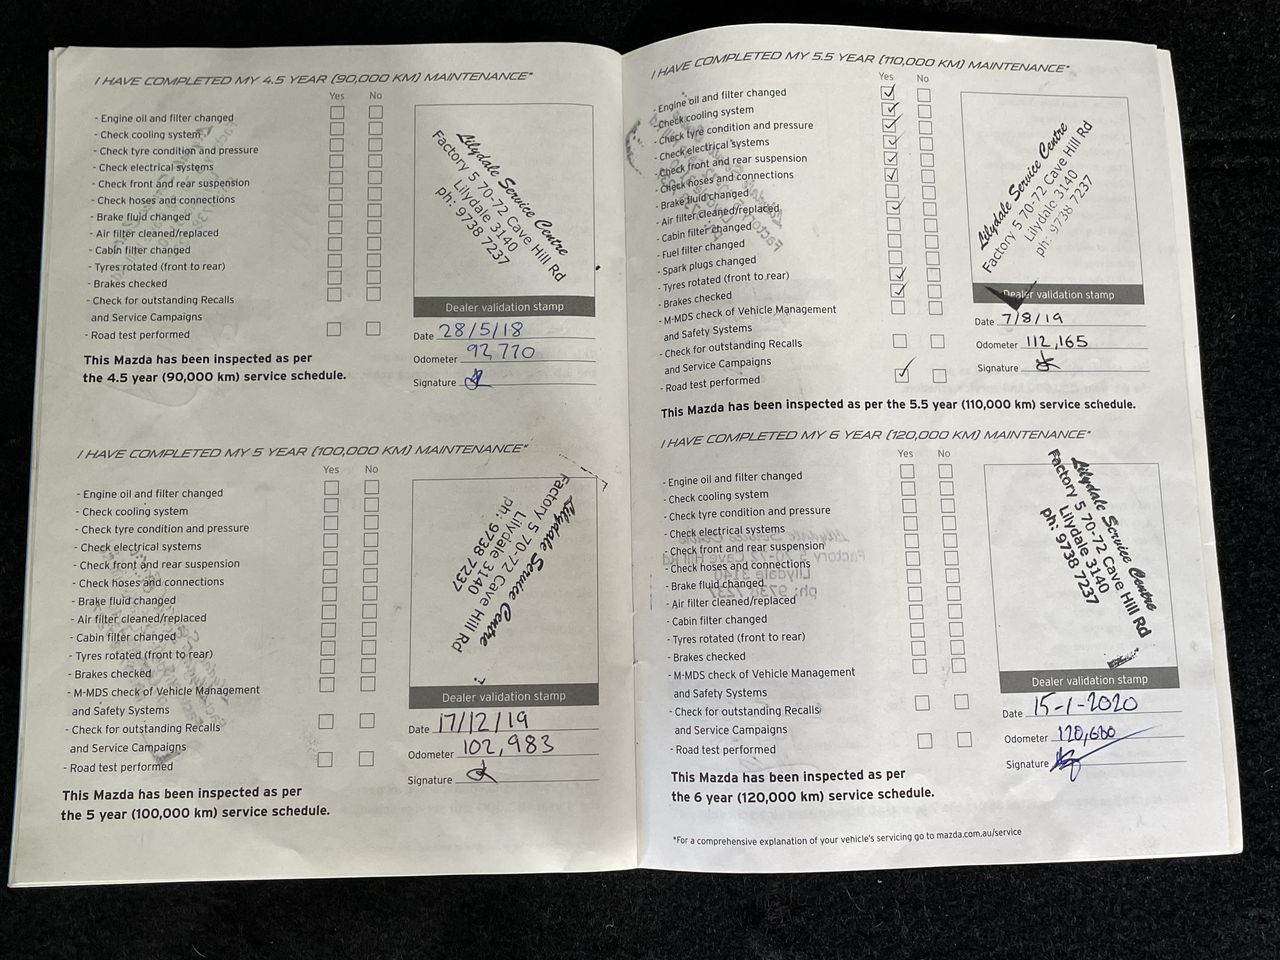 I HAVE COMPLETED MY 4.5 YEAR (90,000 KM) MAINTENANCE*
Yes No
- Engine oil and filter changed
- Check cooling system
- Check tyre condition and pressure
- Check electrical systems
- Check front and rear suspension
- Check hoses and connections
- Brake fluid changed
- Air filter cleaned/replaced
- Cabin filter changed
- Tyres rotated (front to rear)
- Brakes checked
- Check for outstanding Recalls
and Service Campaigns
- Road test performed
This Mazda has been inspected as per
the 4.5 year (90,000 km) service schedule.
Lilydale Service Centre
Factory 5 70-72 Cave Hill Rd
Lilydale 3140
ph: 9738 7237
Dealer validation stamp
Date 28/5/18
Odometer 92,770
Signature
I HAVE COMPLETED MY 5 YEAR (100,000 KM) MAINTENANCE*
Yes No
- Engine oil and filter changed
- Check cooling system
- Check tyre condition and pressure
- Check electrical systems
- Check front and rear suspension
- Check hoses and connections
- Brake fluid changed
- Air filter cleaned/replaced
- Cabin filter changed
- Tyres rotated (front to rear)
- Brakes checked
- M-MDS check of Vehicle Management
and Safety Systems
- Check for outstanding Recalls
and Service Campaigns
- Road test performed
This Mazda has been inspected as per
the 5 year (100,000 km) service schedule.
Lilydale Service Centre
Factory 5 70-72 Cave Hill Rd
Lilydale 3140
ph: 9738 7237
Dealer validation stamp
Date 17/12/19
Odometer 102,983
Signature
I HAVE COMPLETED MY 5.5 YEAR (110,000 KM) MAINTENANCE*
Yes No
- Engine oil and filter changed
- Check cooling system
- Check tyre condition and pressure
- Check electrical systems
- Check front and rear suspension
- Check hoses and connections
- Brake fluid changed
- Air filter cleaned/replaced
- Cabin filter changed
- Fuel filter changed
- Spark plugs changed
- Tyres rotated (front to rear)
- Brakes checked
- M-MDS check of Vehicle Management
and Safety Systems
- Check for outstanding Recalls
and Service Campaigns
- Road test performed
This Mazda has been inspected as per the 5.5 year (110,000 km) service schedule.
Lilydale Service Centre
Factory 5 70-72 Cave Hill Rd
Lilydale 3140
ph: 9738 7237
Dealer validation stamp
Date 7/8/19
Odometer 112,165
Signature
I HAVE COMPLETED MY 6 YEAR (120,000 KM) MAINTENANCE*
Yes No
- Engine oil and filter changed
- Check cooling system
- Check tyre condition and pressure
- Check electrical systems
- Check front and rear suspension
- Check hoses and connections
- Brake fluid changed
- Air filter cleaned/replaced
- Cabin filter changed
- Tyres rotated (front to rear)
- Brakes checked
- M-MDS check of Vehicle Management
and Safety Systems
- Check for outstanding Recalls
and Service Campaigns
- Road test performed
This Mazda has been inspected as per
the 6 year (120,000 km) service schedule.
Lilydale Service Centre
Factory 5 70-72 Cave Hill Rd
Lilydale 3140
ph: 9738 7237
Dealer validation stamp
Date 15-1-2020
Odometer
Signature
*For a comprehensive explanation of your vehicle's servicing go to mazda.com.au/service